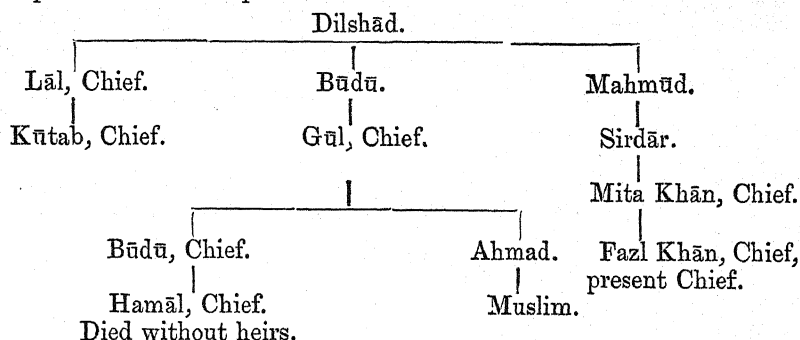 Dilshād.
Lāl, Chief. Būdū. Mahmūd.
Kūtab, Chief. Gūl, Chief. Sirdār.
Mita Khān, Chief.
Būdū, Chief. Ahmad. Fazl Khān, Chief,
present Chief.
Hamāl, Chief. Muslim.
Died without heirs.